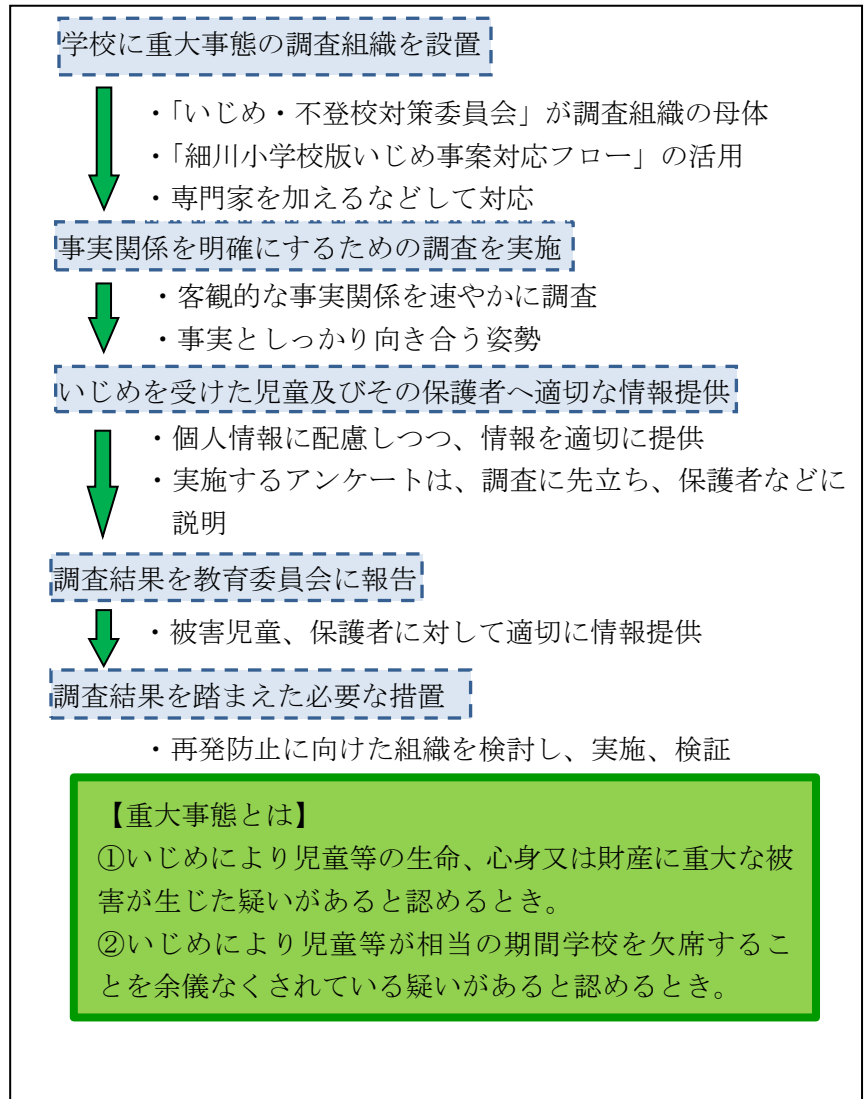 学校に重大事態の調査組織を設置
・「いじめ・不登校対策委員会」が調査組織の母体
・「細川小学校版いじめ事案対応フロー」の活用
・専門家を加えるなどして対応
事実関係を明確にするための調査を実施
・客観的な事実関係を速やかに調査
・事実としっかり向き合う姿勢
いじめを受けた児童及びその保護者へ適切な情報提供
・個人情報に配慮しつつ、情報を適切に提供
・実施するアンケートは、調査に先立ち、保護者などに
説明
調査結果を教育委員会に報告
・被害児童、保護者に対して適切に情報提供
調査結果を踏まえた必要な措置
・再発防止に向けた組織を検討し、実施、検証
【重大事態とは】
①いじめにより児童等の生命、心身又は財産に重大な被
害が生じた疑いがあると認めるとき。
②いじめにより児童等が相当の期間学校を欠席するこ
とを余儀なくされている疑いがあると認めるとき。